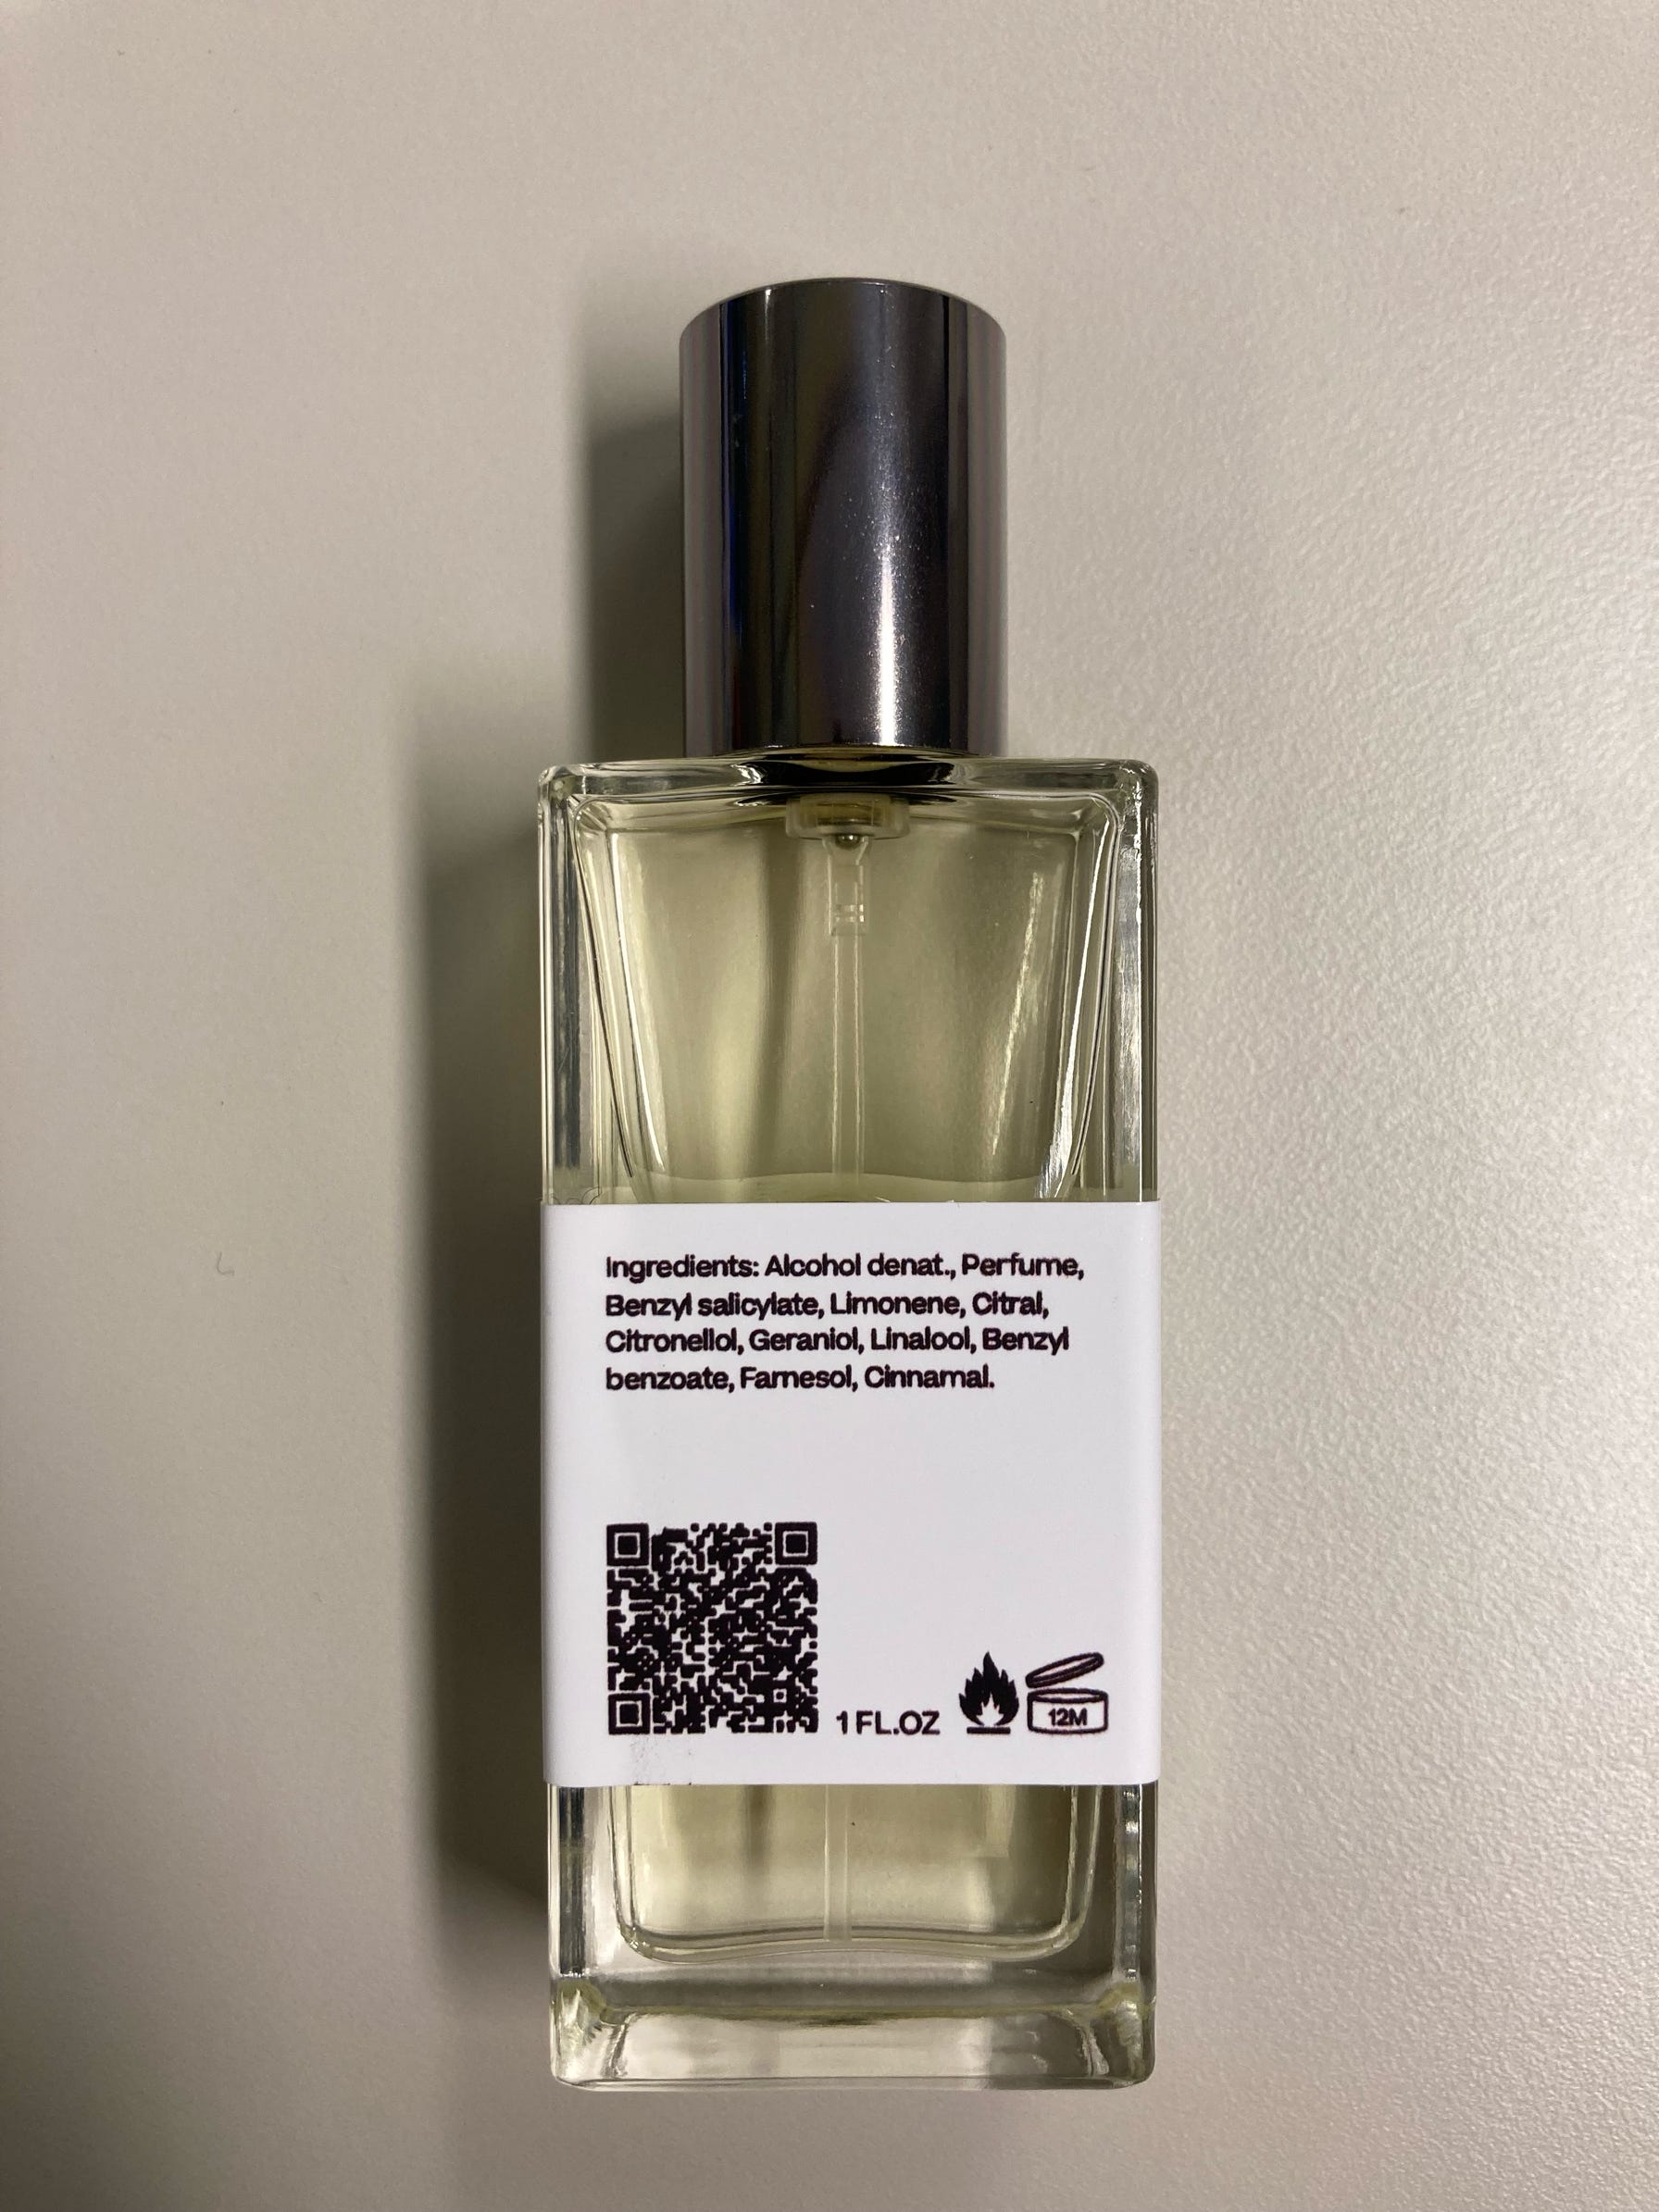 Ingredients: Alcohol denat., Perfume,
Benzyl salicylate, Limonene, Citral,
Citronellol, Geraniol, Linalool, Benzyl
benzoate, Farnesol, Cinnamal.
1 FL.OZ
12M